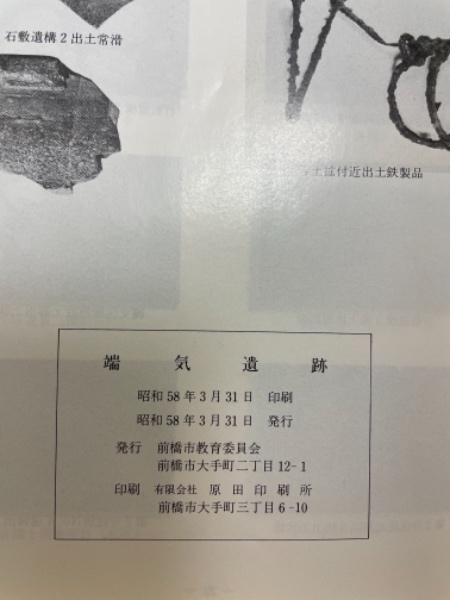 石敷遺構2出土常滑
付近出土鉄製品
端気遺跡
昭和58年3月31日 印刷
昭和58年3月31日 発行
発行 前橋市教育委員会
前橋市大手町二丁目12-1
印刷 有限会社 原田印刷所
前橋市大手町三丁目6-10